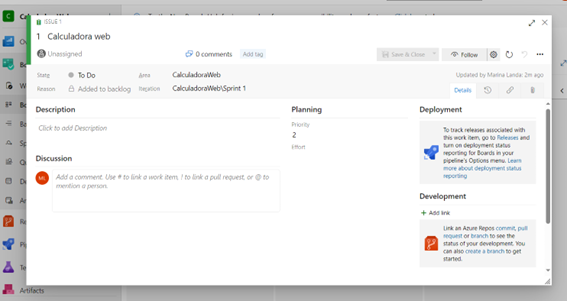 ISSUE 1
1 Calculadora web
Unassigned
0 comments
Add tag
Save & Close
Follow
State To Do
Area CalculadoraWeb
Updated by Marina Landa: 2m ago
Reason Added to backlog
Iteration CalculadoraWeb\Sprint 1
Details
Description
Click to add Description
Discussion
ML
Add a comment. Use # to link a work item, ! to link a pull request, or @ to
mention a person.
Planning
Priority
2
Effort
Deployment
To track releases associated with
this work item, go to Releases and
turn on deployment status
reporting for Boards in your
pipeline's Options menu. Learn
more about deployment status
reporting
Development
+ Add link
Link an Azure Repos commit, pull
request or branch to see the
status of your development. You
can also create a branch to get
started.
Artifacts